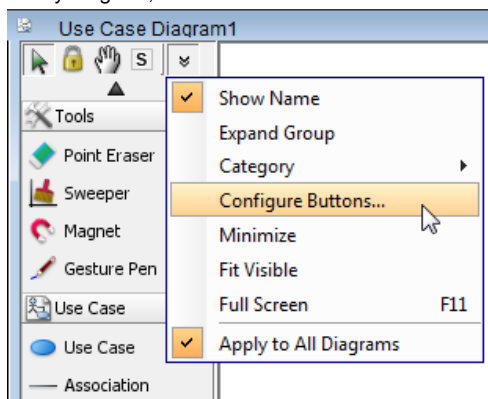 Use Case Diagram1
S
Tools
Point Eraser
Sweeper
Magnet
Gesture Pen
Use Case
Use Case
Association
Show Name
Expand Group
Category
Configure Buttons...
Minimize
Fit Visible
Full Screen F11
Apply to All Diagrams